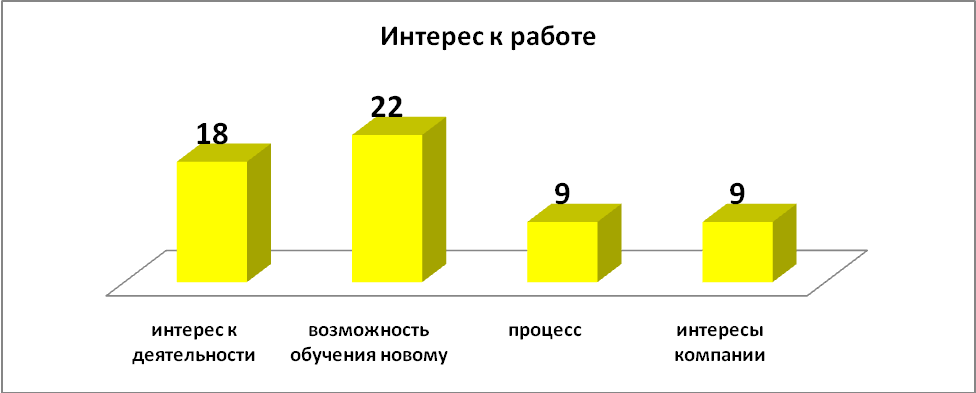 Интерес к работе
22
18
9
9
интерес к
деятельности
возможность
обучения новому
процесс
интересы
компании